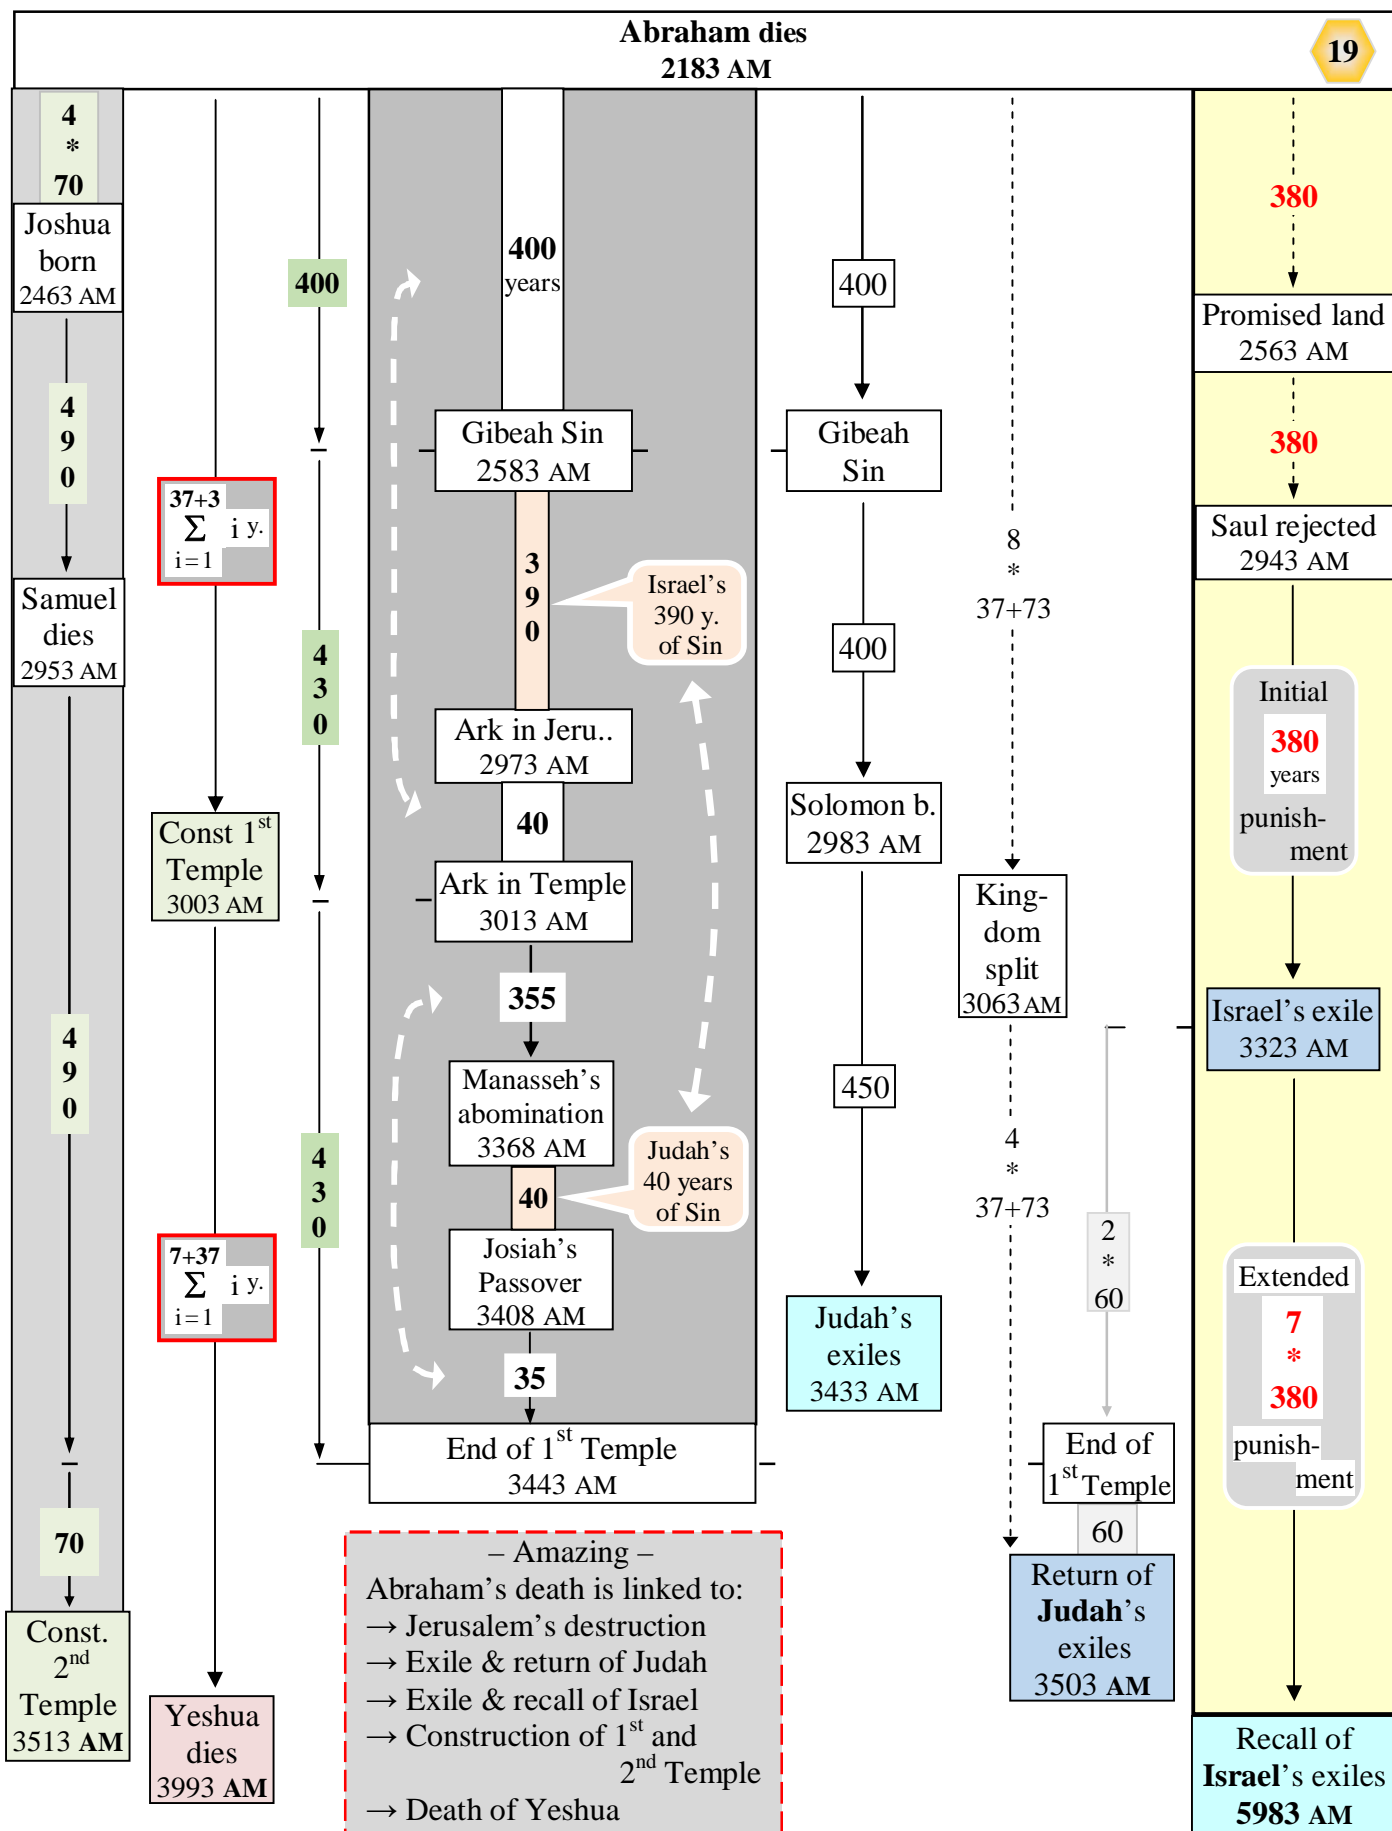 Abraham dies
2183 AM
19
4
*
70
Joshua
born
2463 AM
4
9
0
Samuel
dies
2953 AM
4
9
0
70
Const.
2nd
Temple
3513 AM
37+3
Σ i y.
i = 1
Const 1st
Temple
3003 AM
7+37
Σ i y.
i = 1
Yeshua
dies
3993 AM
400
4
3
0
4
3
0
400
years
Gibeah Sin
2583 AM
3
9
0
Israel’s
390 y.
of Sin
Ark in Jeru..
2973 AM
40
Ark in Temple
3013 AM
355
Manasseh’s
abomination
3368 AM
40
Judah’s
40 years
of Sin
Josiah’s
Passover
3408 AM
35
End of 1st Temple
3443 AM
400
Gibeah
Sin
400
Solomon b.
2983 AM
450
Judah’s
exiles
3433 AM
8
*
37+73
King-
dom
split
3063 AM
4
*
37+73
2
*
60
End of
1st Temple
60
Return of
Judah’s
exiles
3503 AM
380
Promised land
2563 AM
380
Saul rejected
2943 AM
Initial
380
years
punish-
ment
Israel’s exile
3323 AM
Extended
7
*
380
punish-
ment
Recall of
Israel’s exiles
5983 AM
– Amazing –
Abraham’s death is linked to:
→ Jerusalem’s destruction
→ Exile & return of Judah
→ Exile & recall of Israel
→ Construction of 1st and
2nd Temple
→ Death of Yeshua